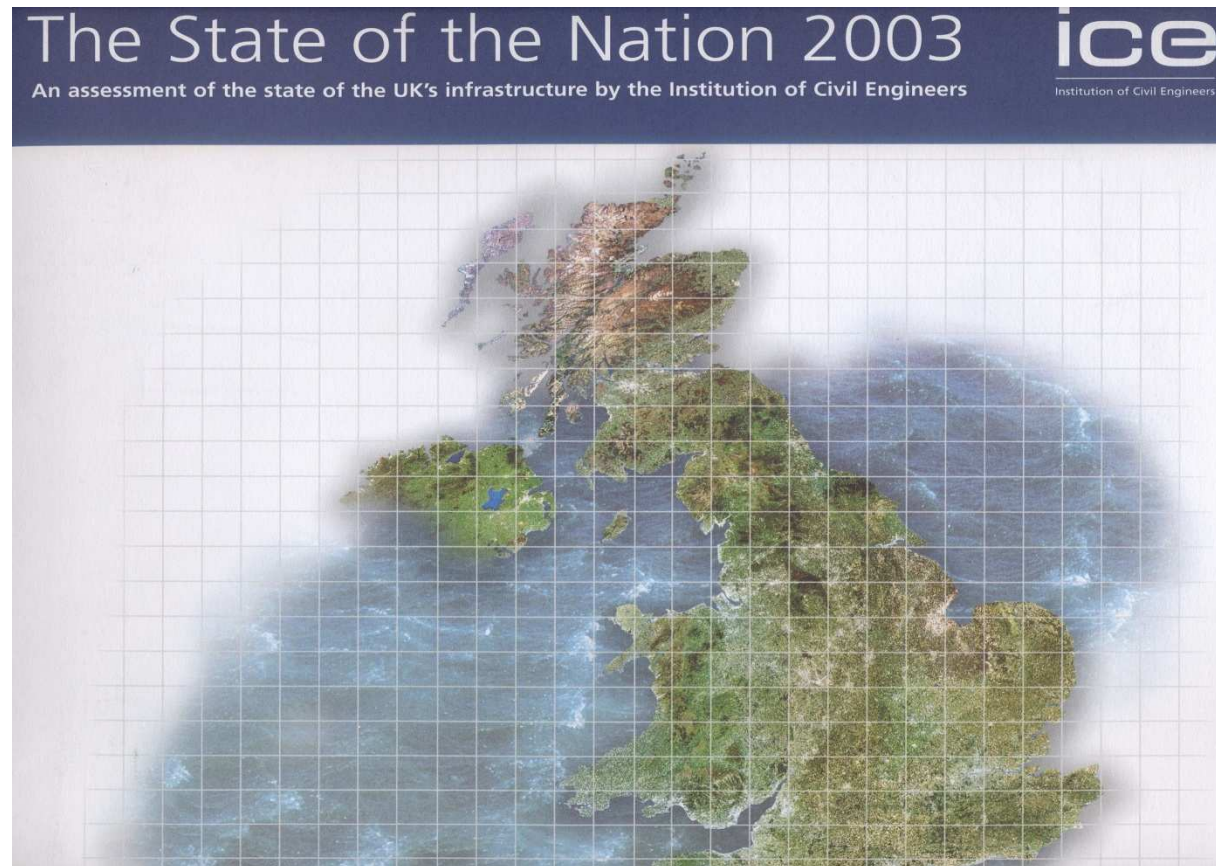 The State of the Nation 2003
An assessment of the state of the UK's infrastructure by the Institution of Civil Engineers
ice
Institution of Civil Engineers